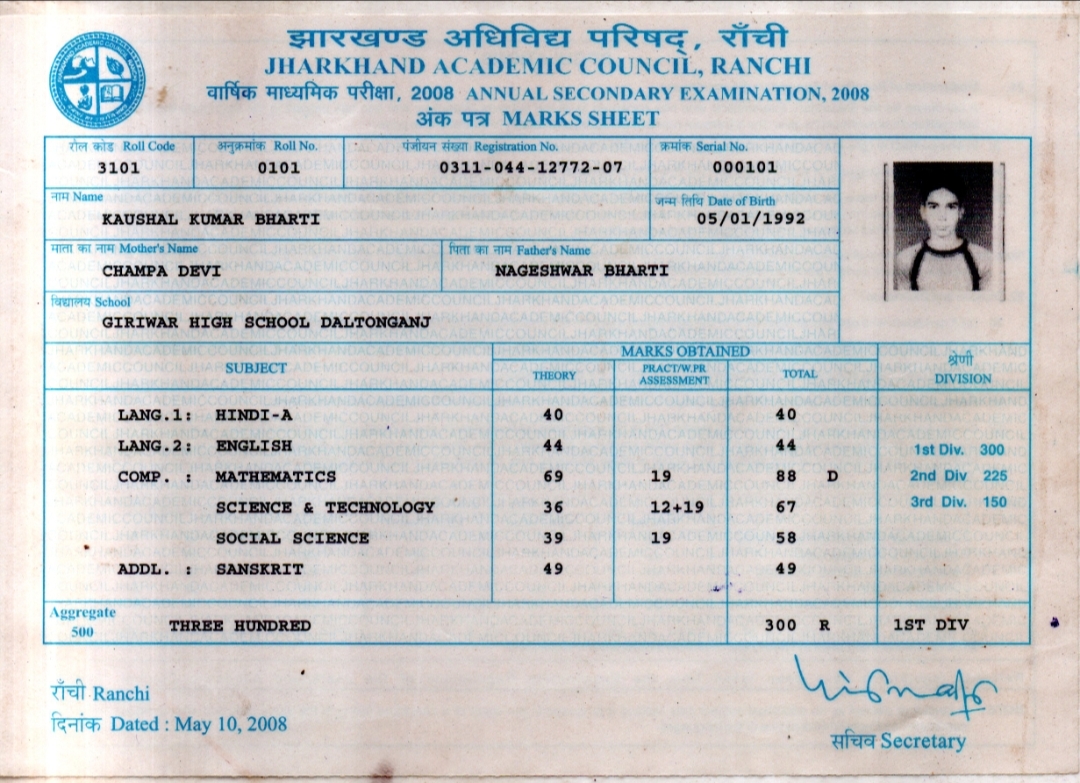 झारखण्ड अधिविद्य परिषद्, राँची
JHARKHAND ACADEMIC COUNCIL, RANCHI
वार्षिक माध्यमिक परीक्षा, 2008 ANNUAL SECONDARY EXAMINATION, 2008
अंक पत्र MARKS SHEET
रोल कोड Roll Code अनुक्रमांक Roll No. पंजीयन संख्या Registration No. क्रमांक Serial No.
3101 0101 0311-044-12772-07 000101
नाम Name जन्म तिथि Date of Birth
KAUSHAL KUMAR BHARTI 05/01/1992
माता का नाम Mother's Name पिता का नाम Father's Name
CHAMPA DEVI NAGESHWAR BHARTI
विद्यालय School
GIRIWAR HIGH SCHOOL DALTONGANJ
SUBJECT MARKS OBTAINED श्रेणी
THEORY PRACT/W.PR ASSESSMENT TOTAL DIVISION
LANG.1: HINDI-A 40 40
LANG.2: ENGLISH 44 44
1st Div. 300
COMP. : MATHEMATICS 69 19 88 D
2nd Div. 225
SCIENCE & TECHNOLOGY 36 12+19 67
3rd Div. 150
SOCIAL SCIENCE 39 19 58
ADDL. : SANSKRIT 49 49
Aggregate
500 THREE HUNDRED 300 R 1ST DIV
राँची Ranchi
दिनांक Dated : May 10, 2008
सचिव Secretary